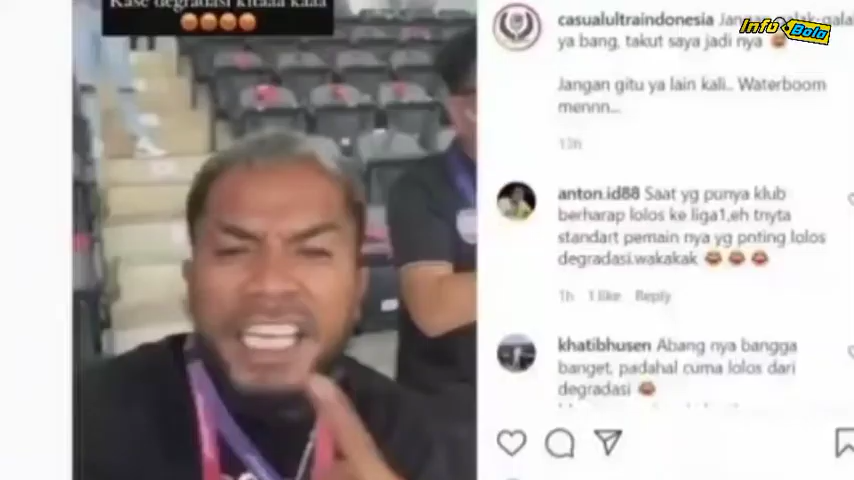 Kase degradasi kitaaa kaaa
Info Bola
casualultraindonesia
ya bang, takut saya jadi nya
Jangan gitu ya lain kali.. Waterboom
mennn...
13h
anton.id88 Saat yg punya klub
berharap lolos ke liga1,eh tnyta
standart pemain nya yg pnting lolos
degradasi.wakakak
1h 1 like Reply
khatibhusen Abang nya bangga
banget, padahal cuma lolos dari
degradasi